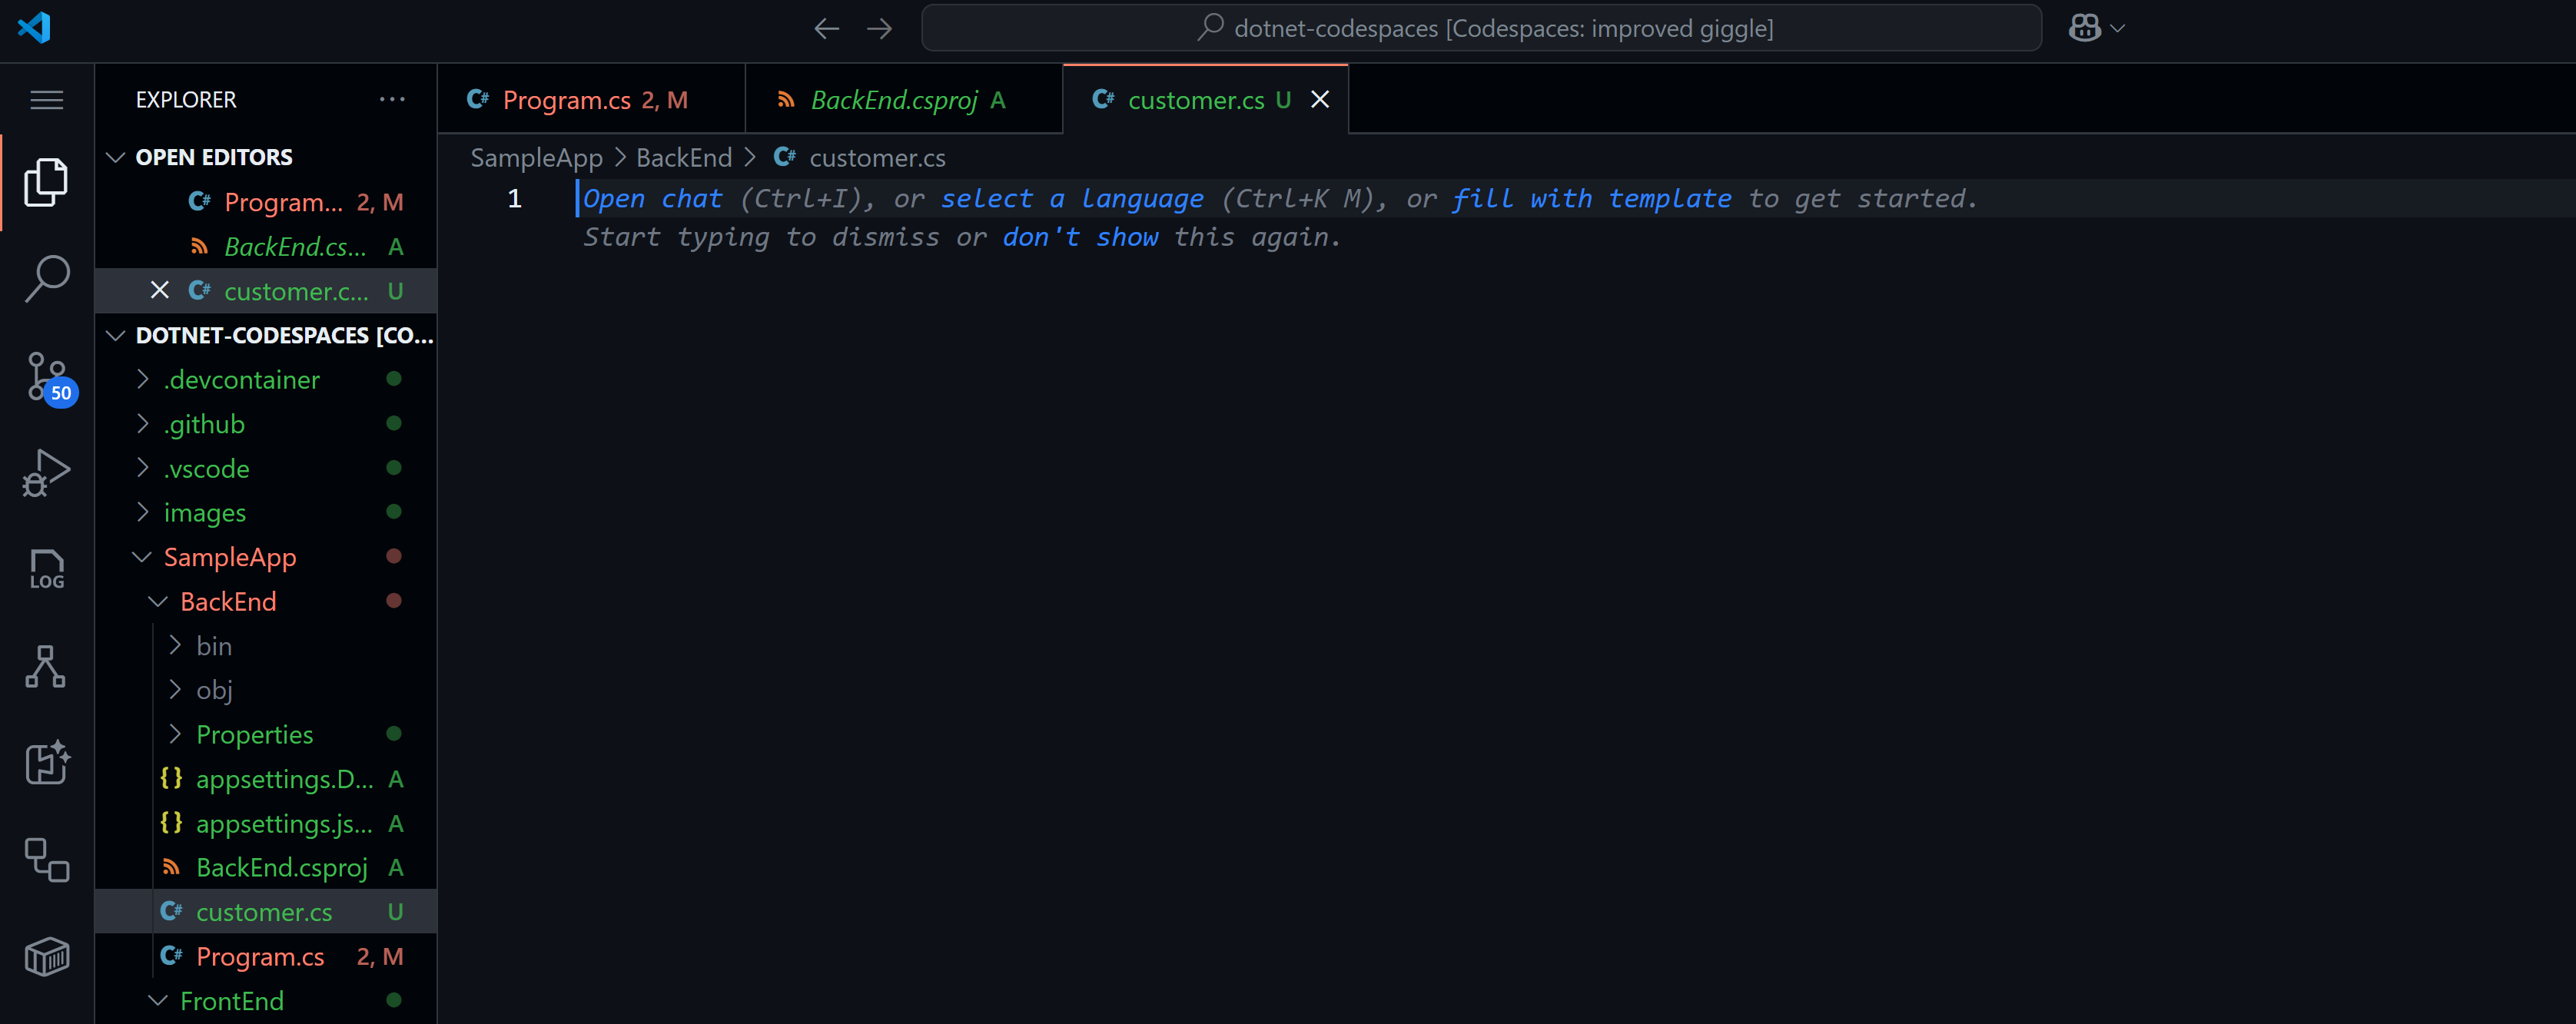 dotnet-codespaces [Codespaces: improved giggle]
EXPLORER
OPEN EDITORS
Program... 2, M
BackEnd.cs... A
customer.c... U
DOTNET-CODESPACES [CO...
.devcontainer
.github
.vscode
images
SampleApp
BackEnd
bin
obj
Properties
appsettings.D... A
appsettings.js... A
BackEnd.csproj A
customer.cs U
Program.cs 2, M
FrontEnd
50
LOG
Program.cs 2, M
BackEnd.csproj A
customer.cs U
SampleApp > BackEnd > customer.cs
1 Open chat (Ctrl+I), or select a language (Ctrl+K M), or fill with template to get started.
Start typing to dismiss or don't show this again.